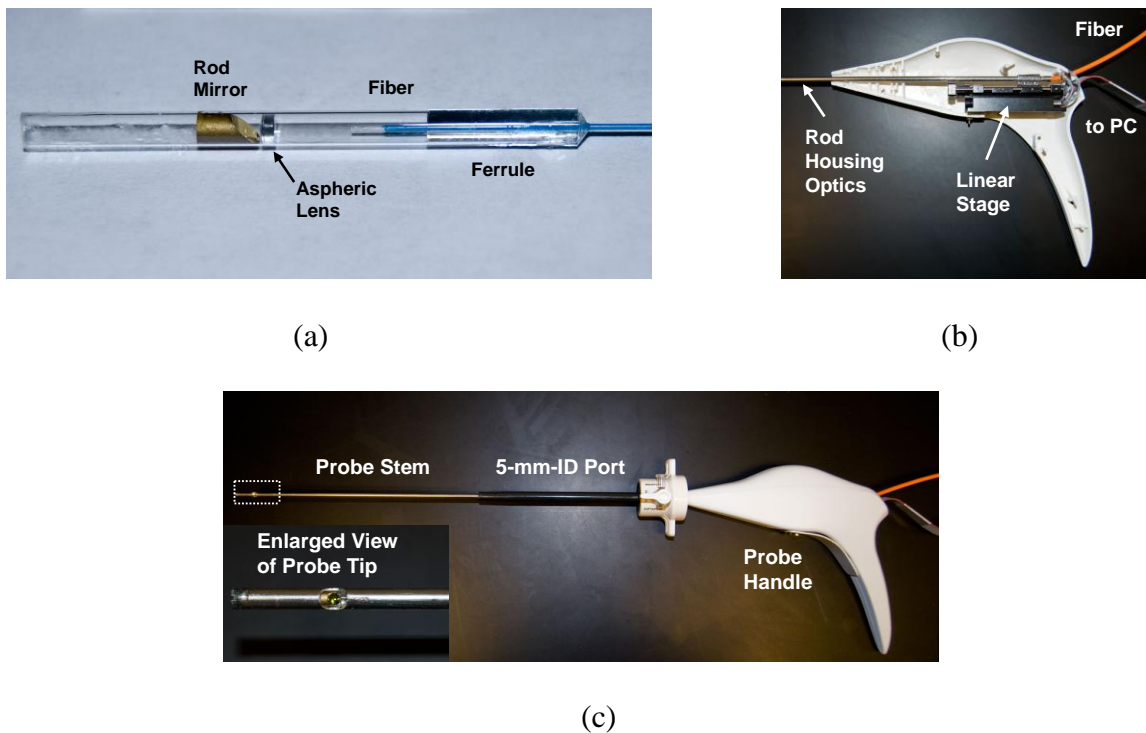 Rod
Mirror
Fiber
Aspheric
Lens
Ferrule
(a)
Fiber
Rod
Housing
Optics
Linear
Stage
to PC
(b)
Probe Stem
5-mm-ID Port
Enlarged View
of Probe Tip
Probe
Handle
(c)